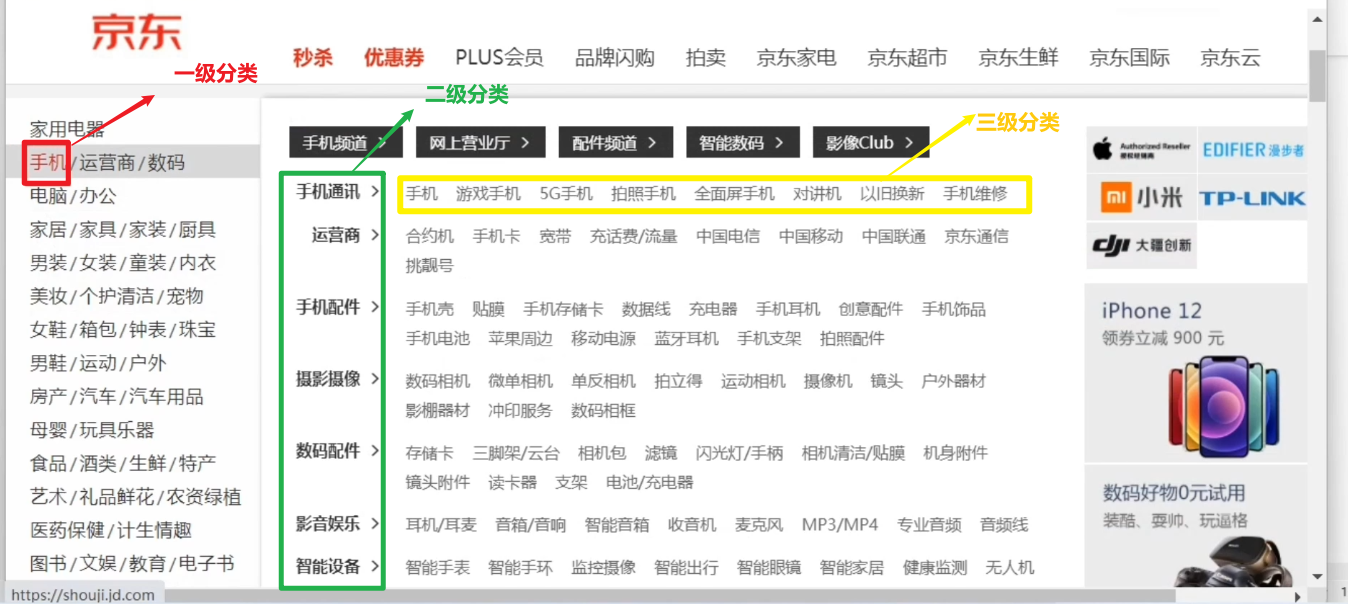 京东
秒杀 优惠券 PLUS会员 品牌闪购 拍卖 京东家电 京东超市 京东生鲜 京东国际 京东云
一级分类
二级分类
三级分类
家用电器
手机/运营商/数码
电脑/办公
家居/家具/家装/厨具
男装/女装/童装/内衣
美妆/个护清洁/宠物
女鞋/箱包/钟表/珠宝
男鞋/运动/户外
房产/汽车/汽车用品
母婴/玩具乐器
食品/酒类/生鲜/特产
艺术/礼品鲜花/农资绿植
医药保健/计生情趣
图书/文娱/教育/电子书
https://shouji.jd.com
手机频道 > 网上营业厅 > 配件频道 > 智能数码 > 影像Club >
手机通讯 > 手机 游戏手机 5G手机 拍照手机 全面屏手机 对讲机 以旧换新 手机维修
运营商 > 合约机 手机卡 宽带 充话费/流量 中国电信 中国移动 中国联通 京东通信
挑靓号
手机配件 > 手机壳 贴膜 手机存储卡 数据线 充电器 手机耳机 创意配件 手机饰品
手机电池 苹果周边 移动电源 蓝牙耳机 手机支架 拍照配件
摄影摄像 > 数码相机 微单相机 单反相机 拍立得 运动相机 摄像机 镜头 户外器材
影棚器材 冲印服务 数码相框
数码配件 > 存储卡 三脚架/云台 相机包 滤镜 闪光灯/手柄 相机清洁/贴膜 机身附件
镜头附件 读卡器 支架 电池/充电器
影音娱乐 > 耳机/耳麦 音箱/音响 智能音箱 收音机 麦克风 MP3/MP4 专业音频 音频线
智能设备 > 智能手表 智能手环 监控摄像 智能出行 智能眼镜 智能家居 健康监测 无人机
Authorized Reseller
授权经销商
EDIFIER漫步者
小米
TP-LINK
大疆创新
iPhone 12
领券立减 900 元
数码好物0元试用
装酷、耍帅、玩逼格
1